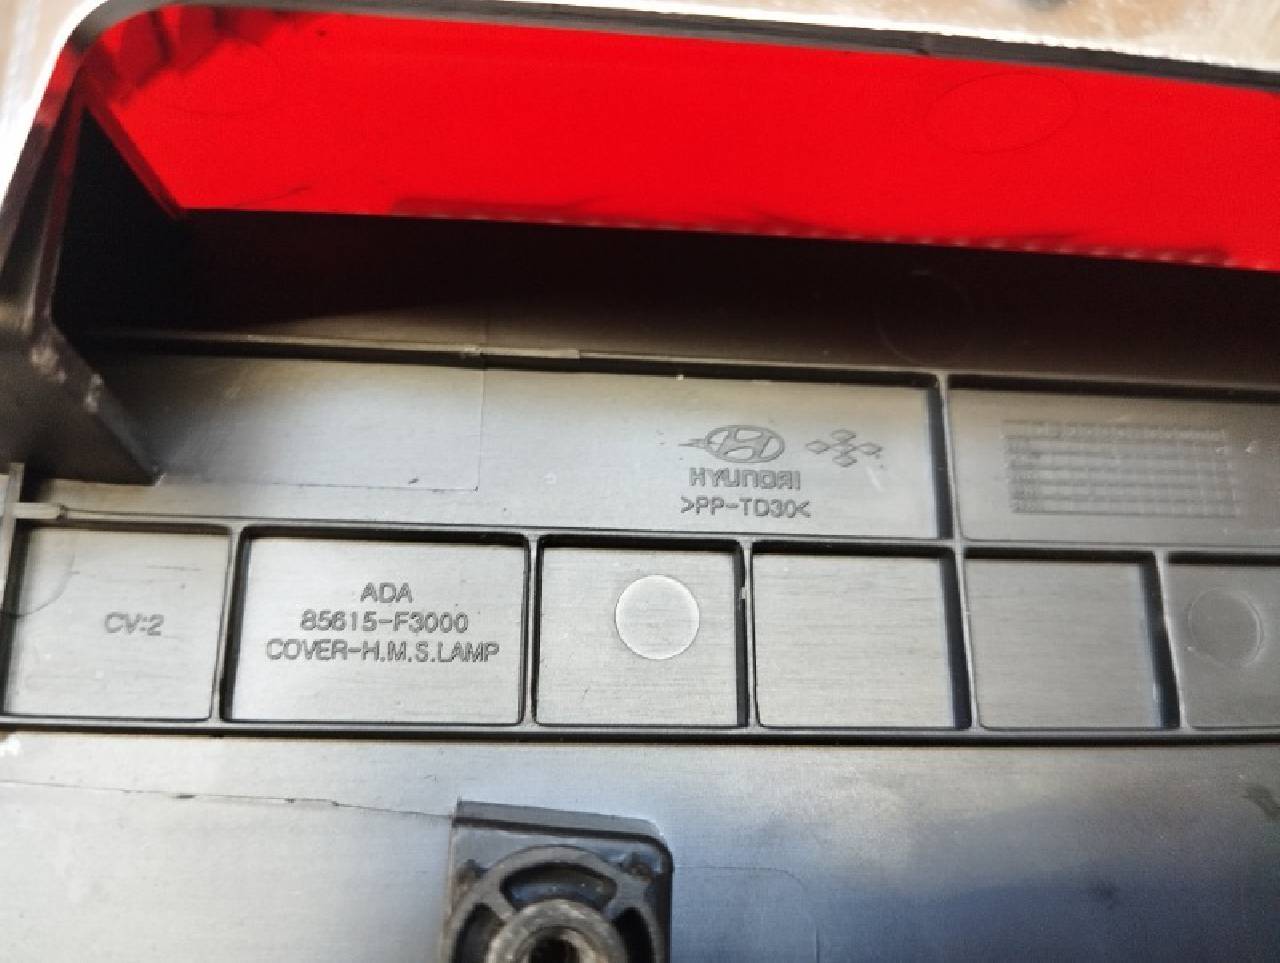 HYUNDAI
>PP-TD30<
CV:2
ADA
85615-F3000
COVER-H.M.S.LAMP